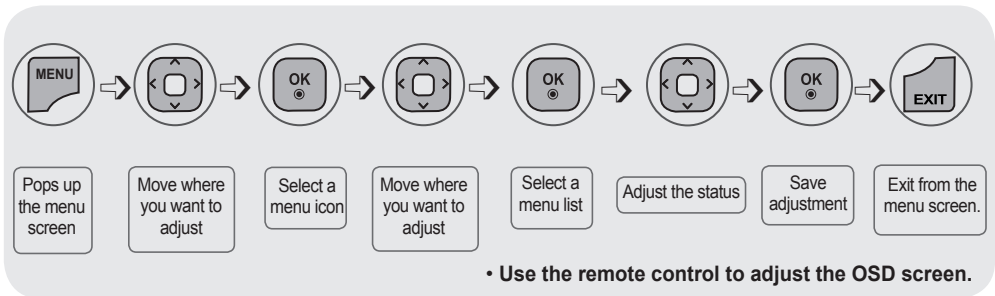 MENU
OK
OK
OK
EXIT
Pops up
the menu
screen
Move where
you want to
adjust
Select a
menu icon
Move where
you want to
adjust
Select a
menu list
Adjust the status
Save
adjustment
Exit from the
menu screen.
• Use the remote control to adjust the OSD screen.